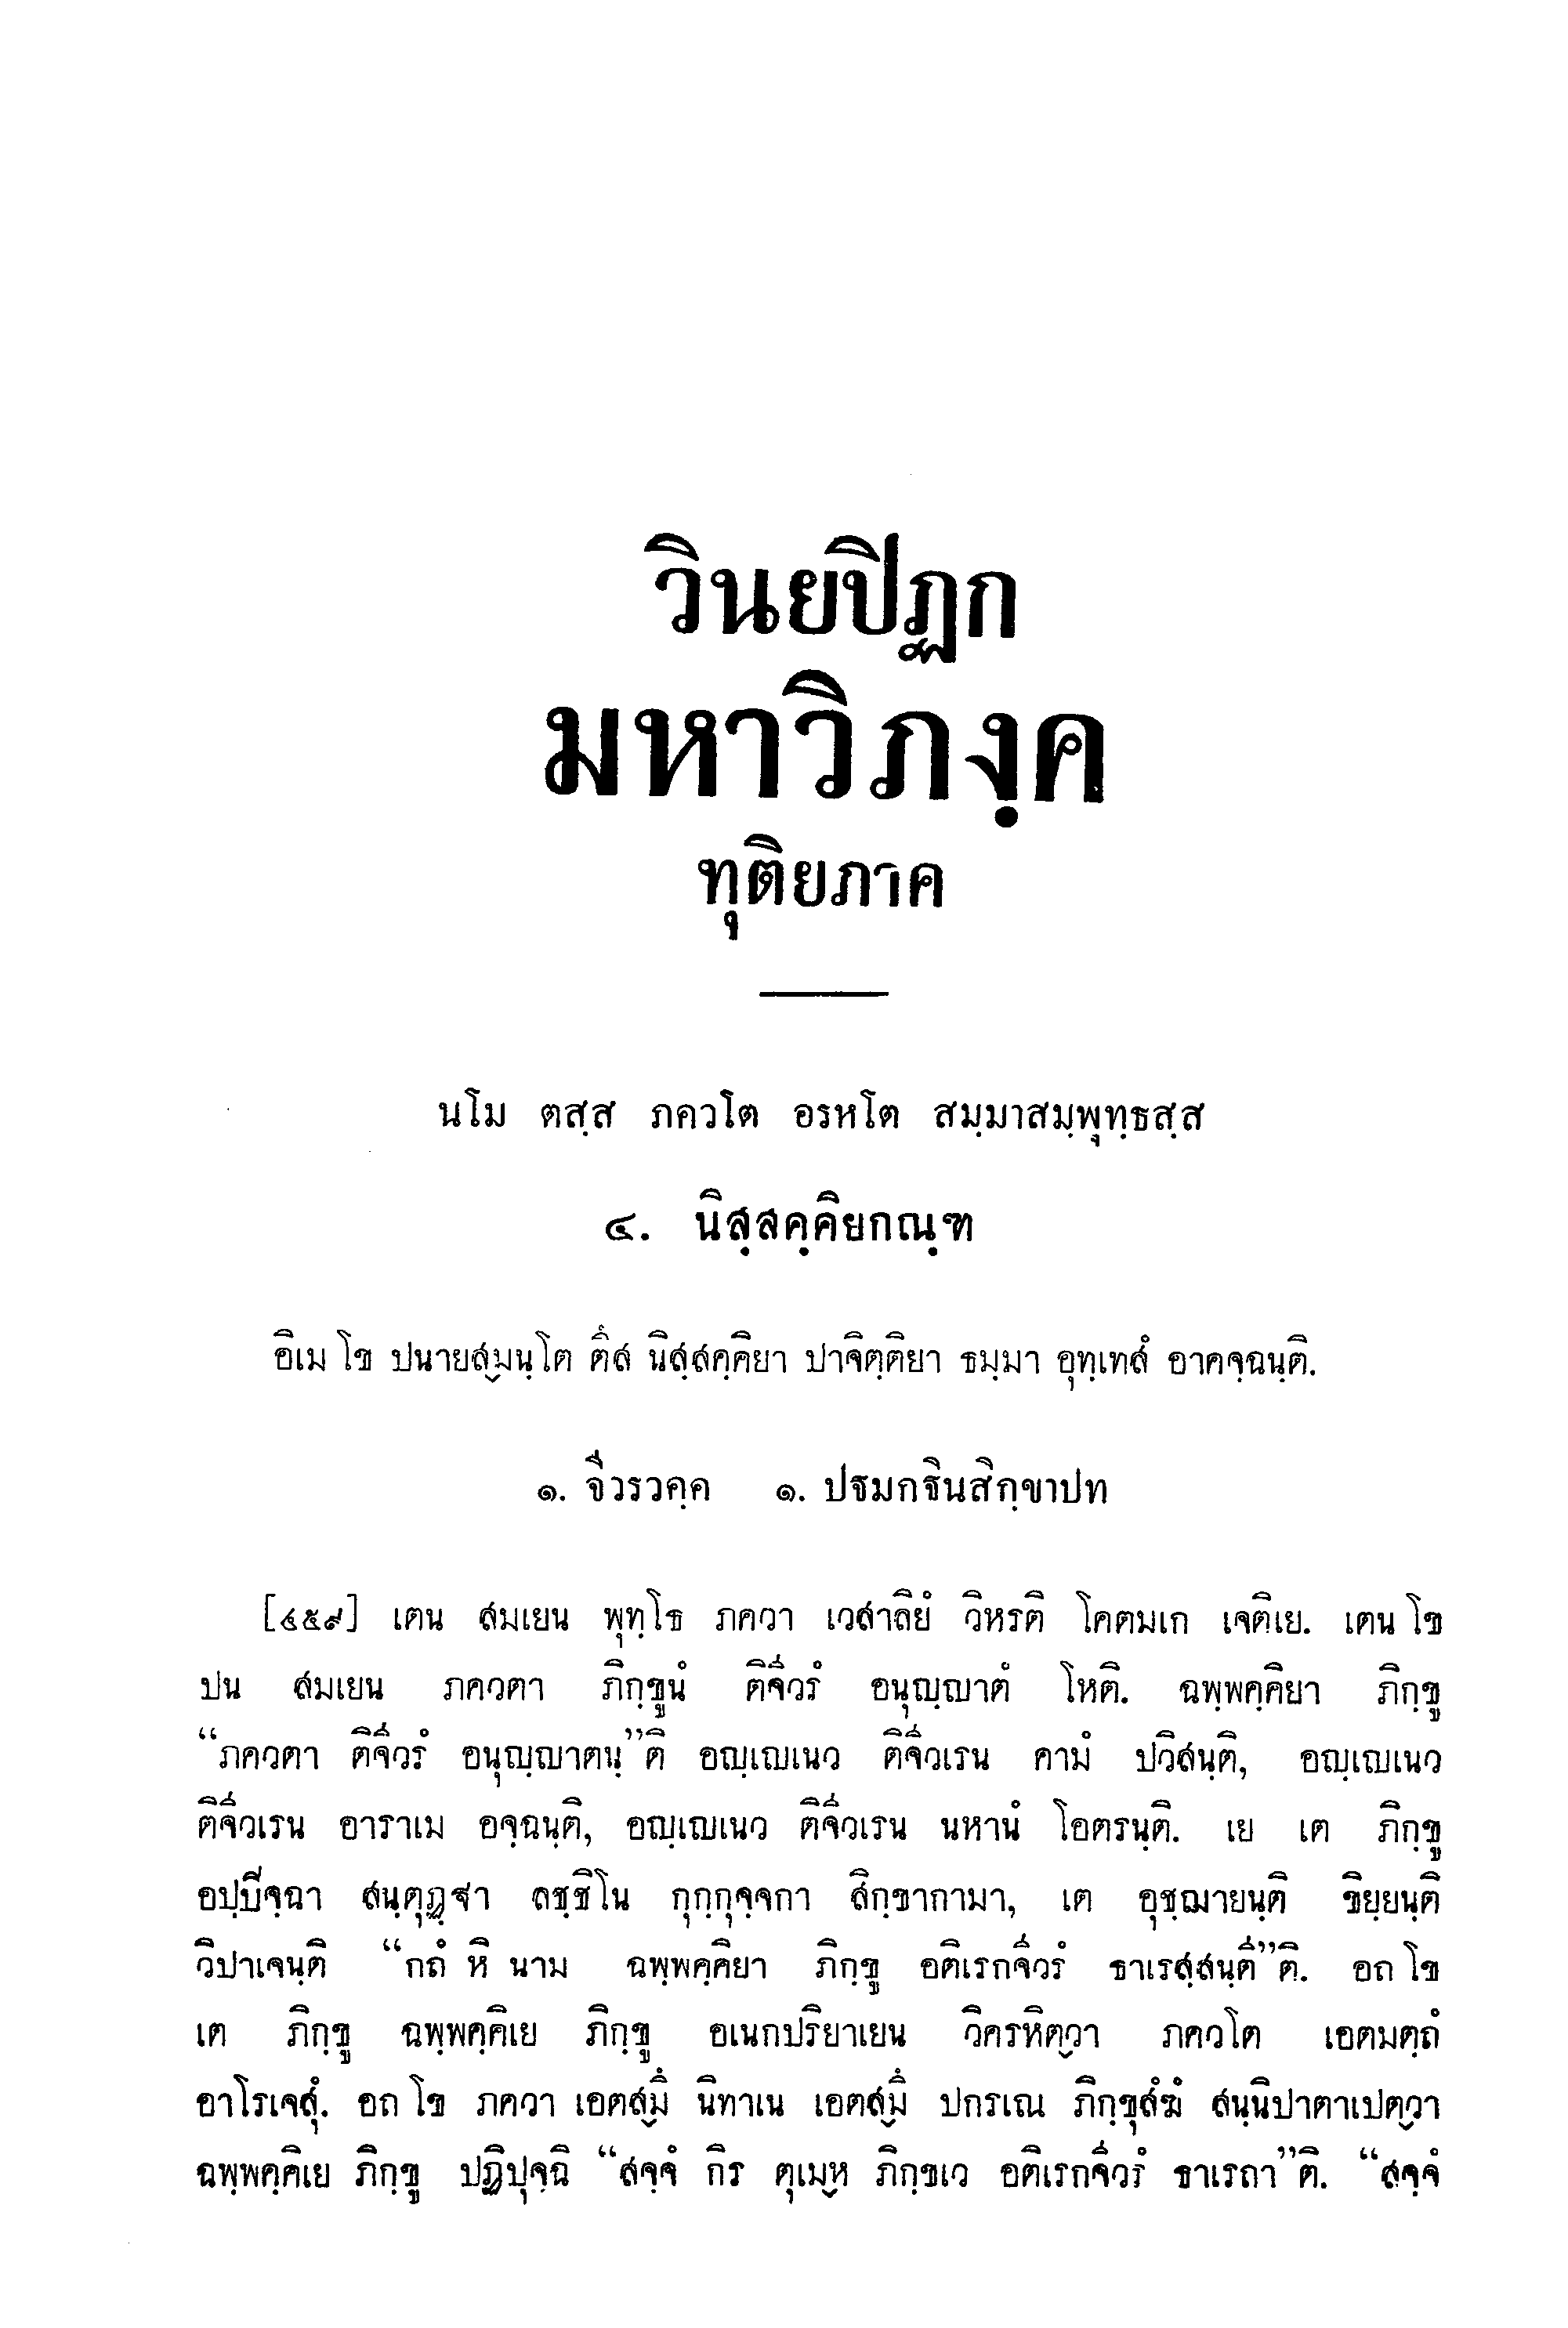 วินยปิฏก
มหาวิภงฺค
ทุติยภาค
นโม ตสฺส ภควโต อรหโต สมฺมาสมฺพุทฺธสฺส
๔. นิสฺสคฺคิยกณฺฑ
อิเม โข ปนายสฺมนฺโต ตึส นิสฺสคฺคิยา ปาจิตฺติยา ธมฺมา อุทฺเทสํ อาคจฺฉนฺติ.
๑. จีวรวคฺค ๑. ปฐมกฐินสิกฺขาปท
[๔๕๙] เตน สมเยน พุทฺโธ ภควา เวสาลิยํ วิหรติ โคตมเก เจติเย. เตน โข
ปน สมเยน ภควตา ภิกฺขูนํ ติจีวรํ อนุญฺญาตํ โหติ. ฉพฺพคฺคิยา ภิกฺขู
“ภควตา ติจีวรํ อนุญฺญาตนฺ”ติ อญฺเญเนว ติจีวเรน คามํ ปวิสนฺติ, อญฺเญเนว
ติจีวเรน อาราเม อจฺฉนฺติ, อญฺเญเนว ติจีวเรน นหานํ โอตรนฺติ. เย เต ภิกฺขู
อปฺปิจฺฉา สนฺตุฏฺฐา ลชฺชิโน กุกฺกุจฺจกา สิกฺขากามา, เต อุชฺฌายนฺติ ขิยฺยนฺติ
วิปาเจนฺติ “กถํ หิ นาม ฉพฺพคฺคิยา ภิกฺขู อติเรกจีวรํ ธาเรสฺสนฺตี”ติ. อถ โข
เต ภิกฺขู ฉพฺพคฺคิเย ภิกฺขู อเนกปริยาเยน วิครหิตฺวา ภควโต เอตมตฺถํ
อาโรเจสุํ. อถ โข ภควา เอตสฺมึ นิทาเน เอตสฺมึ ปกรเณ ภิกฺขุสํฆํ สนฺนิปาตาเปตฺวา
ฉพฺพคฺคิเย ภิกฺขู ปฏิปุจฺฉิ “สจฺจํ กิร ตุเมฺห ภิกฺขเว อติเรกจีวรํ ธาเรถา”ติ. “สจฺจํ